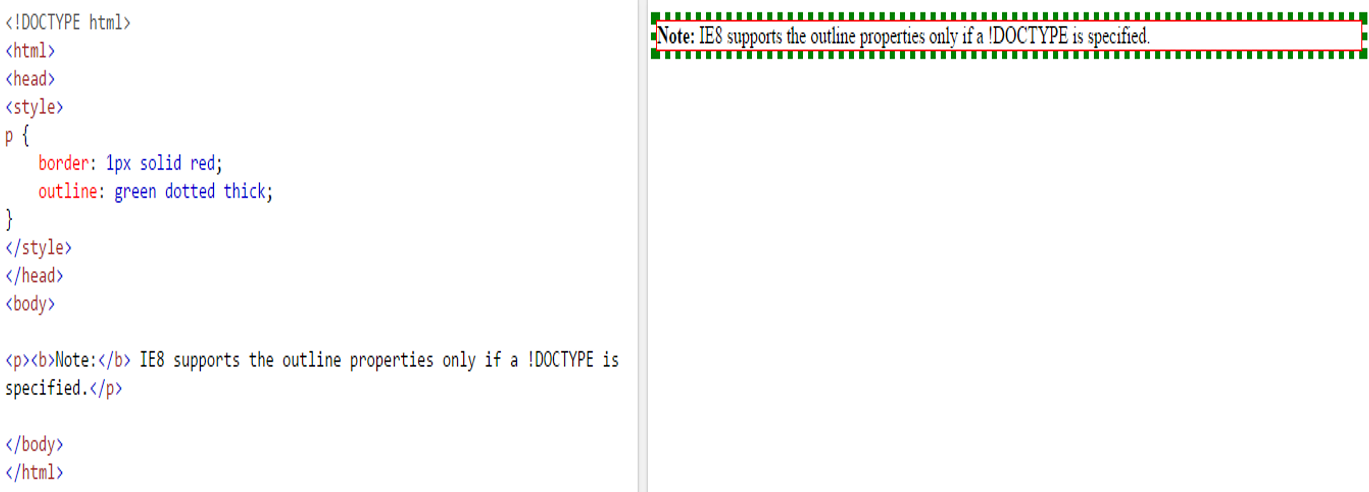 <!DOCTYPE html>
<html>
<head>
<style>
p {
    border: 1px solid red;
    outline: green dotted thick;
}
</style>
</head>
<body>

<p><b>Note:</b> IE8 supports the outline properties only if a !DOCTYPE is
specified.</p>

</body>
</html>
Note: IE8 supports the outline properties only if a !DOCTYPE is specified.